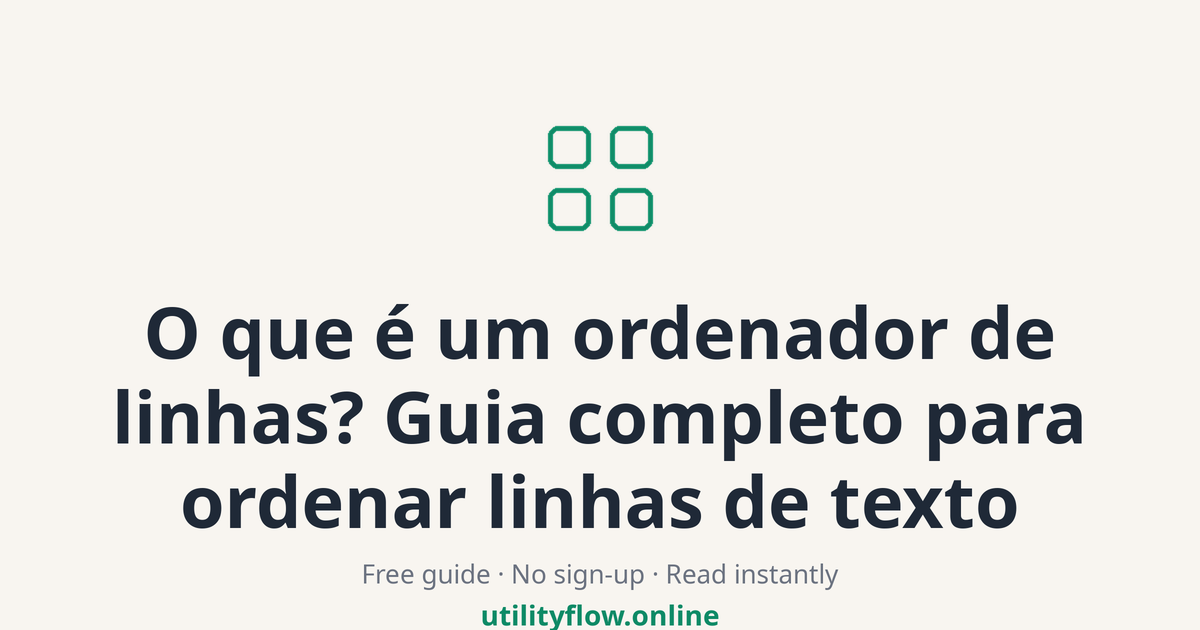 O que é um ordenador de
linhas? Guia completo para
ordenar linhas de texto
Free guide · No sign-up · Read instantly
utilityflow.online